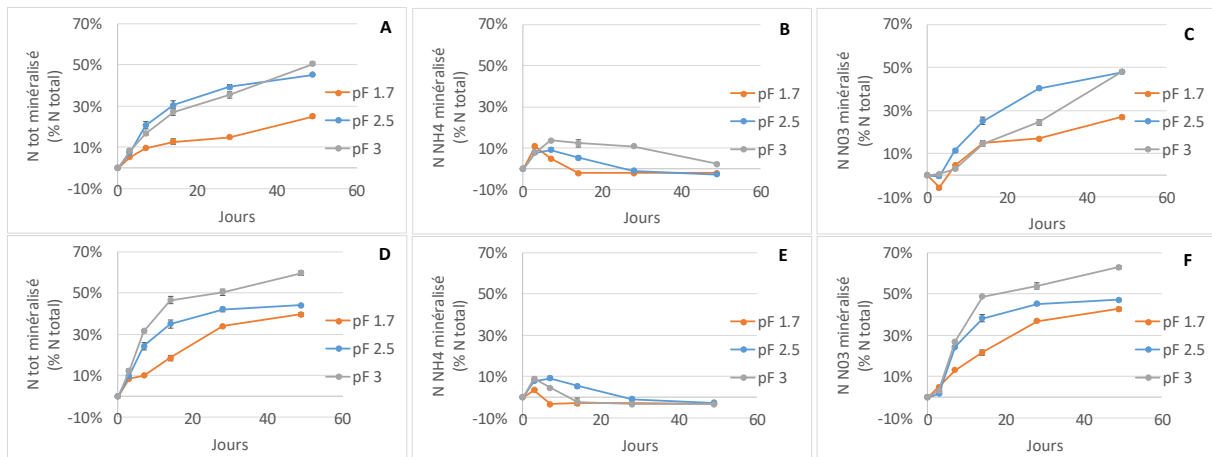 A
N tot minéralisé
(% N total)
70%
50%
30%
10%
-10%
0
20
40
60
Jours
pF 1.7
pF 2.5
pF 3
B
N NH4 minéralisé
(% N total)
70%
50%
30%
10%
-10%
0
20
40
60
Jours
pF 1.7
pF 2.5
pF 3
C
N N03 minéralisé
(% N total)
70%
50%
30%
10%
-10%
0
20
40
60
Jours
pF 1.7
pF 2.5
pF 3
D
N tot minéralisé
(% N total)
70%
50%
30%
10%
-10%
0
20
40
60
Jours
pF 1.7
pF 2.5
pF 3
E
N NH4 minéralisé
(% N total)
70%
50%
30%
10%
-10%
0
20
40
60
Jours
pF 1.7
pF 2.5
pF 3
F
N N03 minéralisé
(% N total)
70%
50%
30%
10%
-10%
0
20
40
60
Jours
pF 1.7
pF 2.5
pF 3